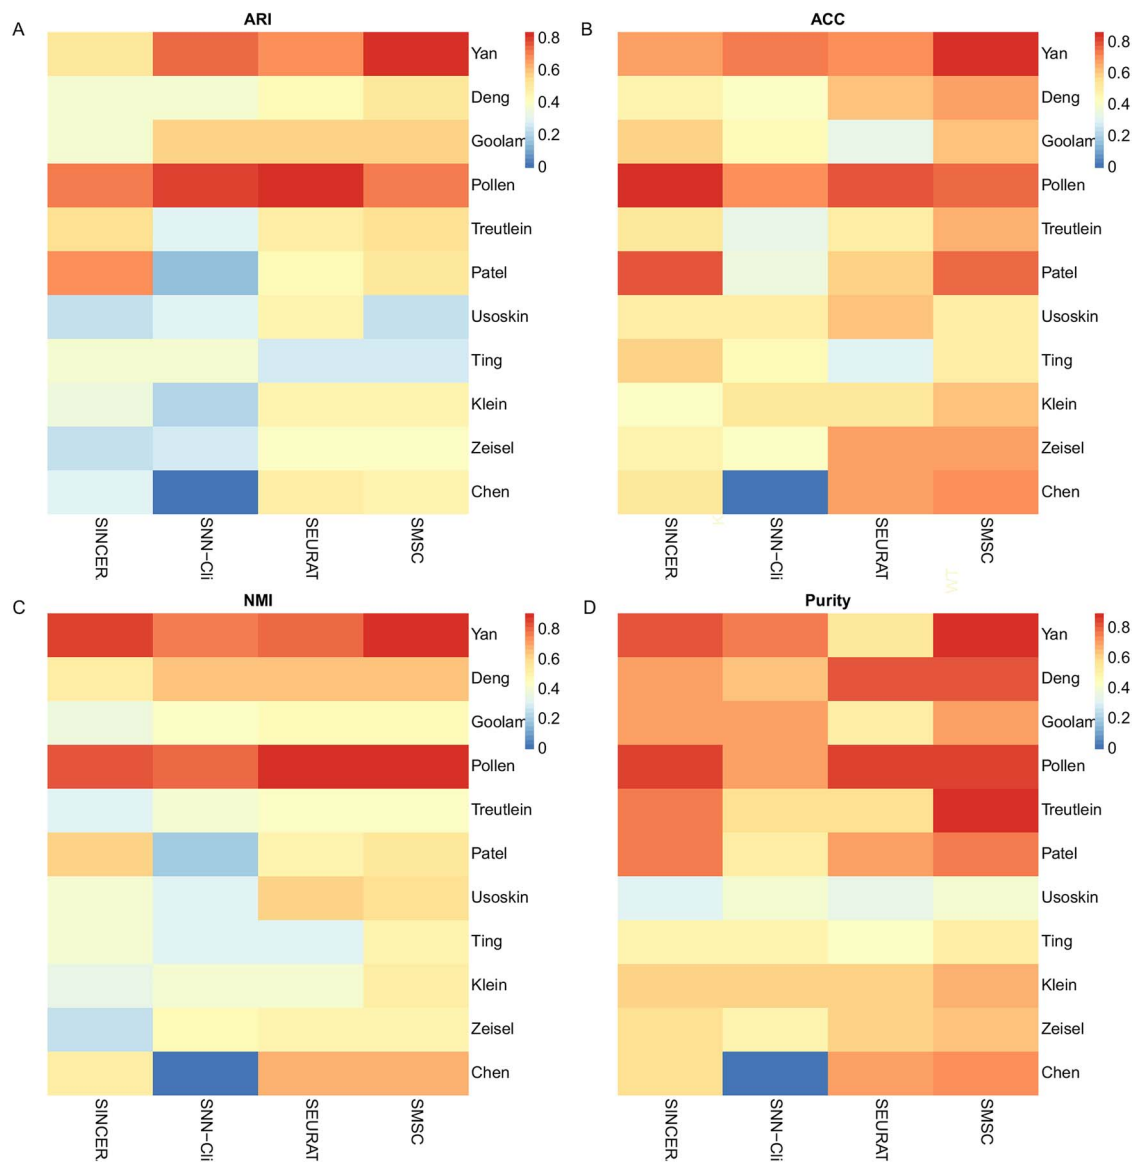 A
ARI
0.8
0.6
0.4
0.2
0
Yan
Deng
Goolam
Pollen
Treutlein
Patel
Usoskin
Ting
Klein
Zeisel
Chen
SINCER.
SNN−Cli
SEURAT
SMSC
B
ACC
0.8
0.6
0.4
0.2
0
Yan
Deng
Goolam
Pollen
Treutlein
Patel
Usoskin
Ting
Klein
Zeisel
Chen
SINCER.
SNN−Cli
SEURAT
SMSC
C
NMI
0.8
0.6
0.4
0.2
0
Yan
Deng
Goolam
Pollen
Treutlein
Patel
Usoskin
Ting
Klein
Zeisel
Chen
SINCER.
SNN−Cli
SEURAT
SMSC
D
Purity
0.8
0.6
0.4
0.2
0
Yan
Deng
Goolam
Pollen
Treutlein
Patel
Usoskin
Ting
Klein
Zeisel
Chen
SINCER.
SNN−Cli
SEURAT
SMSC